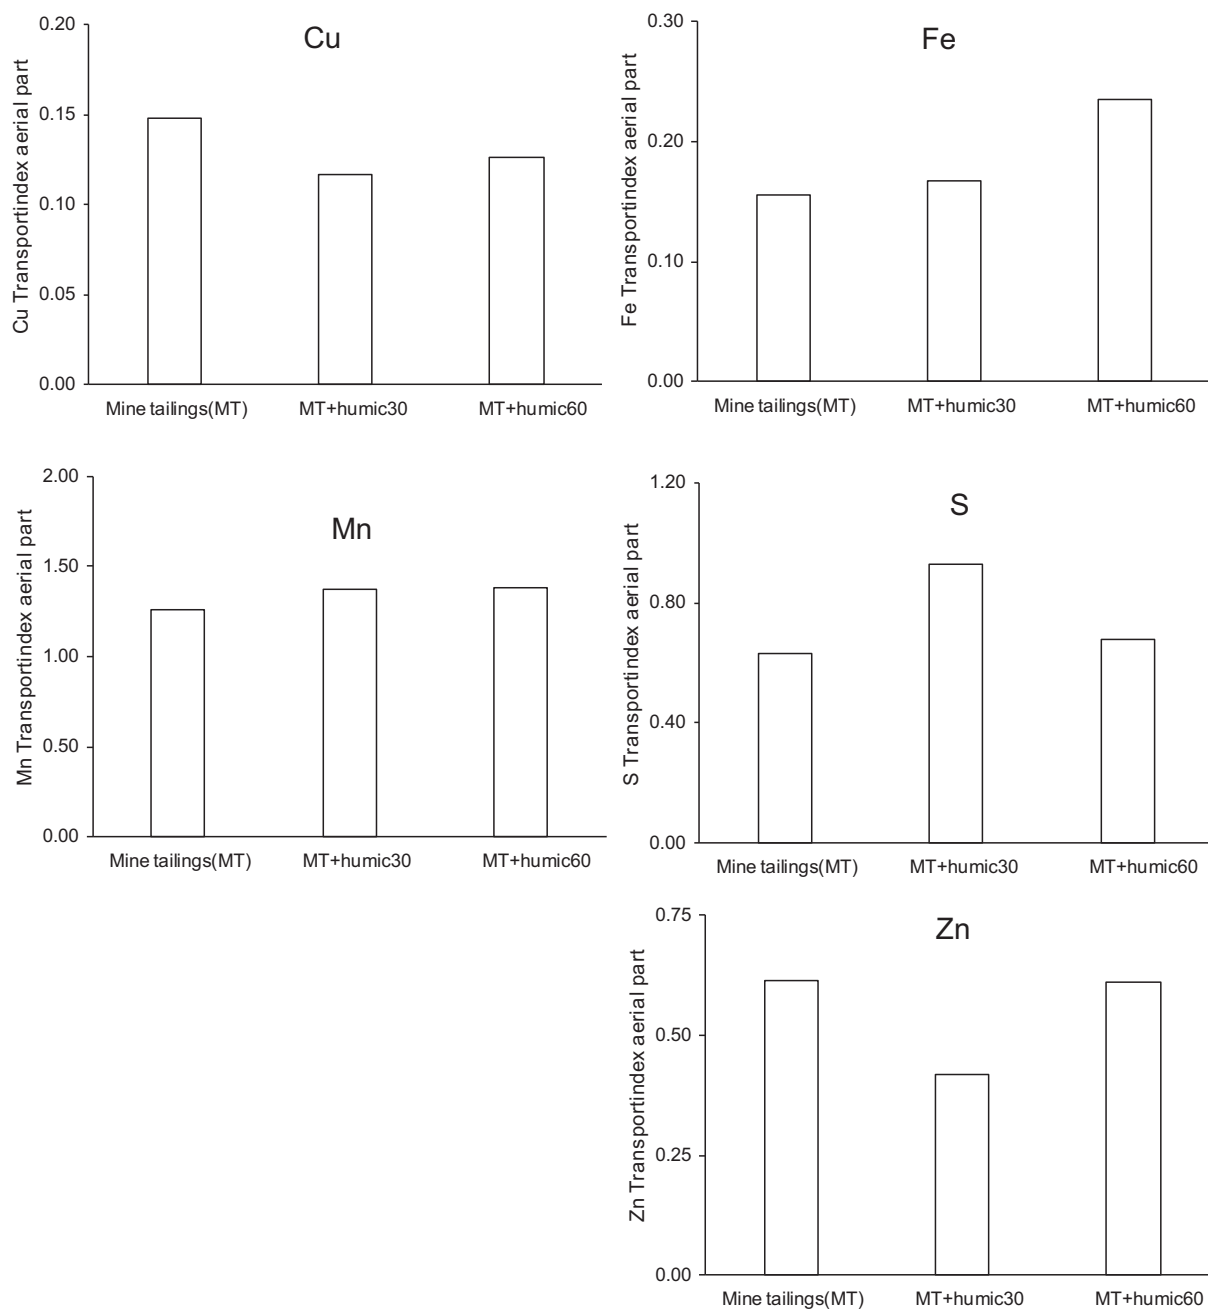 Cu
Cu Transportindex aerial part
0.20
0.15
0.10
0.05
0.00
Mine tailings(MT) MT+humic30 MT+humic60
Fe
Fe Transportindex aerial part
0.30
0.20
0.10
0.00
Mine tailings(MT) MT+humic30 MT+humic60
Mn
Mn Transportindex aerial part
2.00
1.50
1.00
0.50
0.00
Mine tailings(MT) MT+humic30 MT+humic60
S
S Transportindex aerial part
1.20
0.80
0.40
0.00
Mine tailings(MT) MT+humic30 MT+humic60
Zn
Zn Transportindex aerial part
0.75
0.50
0.25
0.00
Mine tailings(MT) MT+humic30 MT+humic60